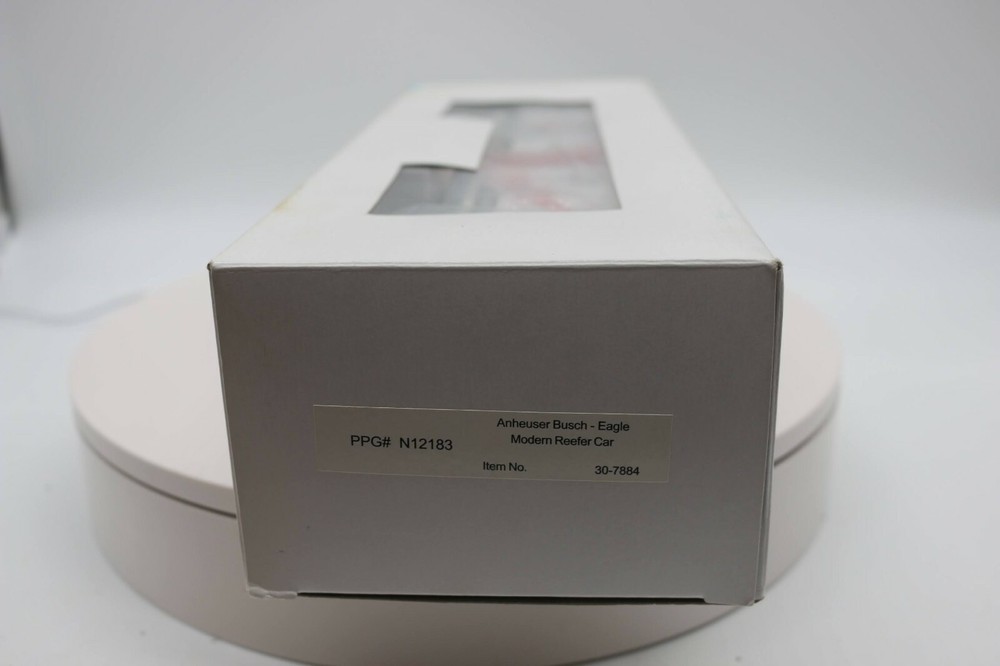 PPG# N12183
Anheuser Busch - Eagle
Modern Reefer Car
Item No. 30-7884